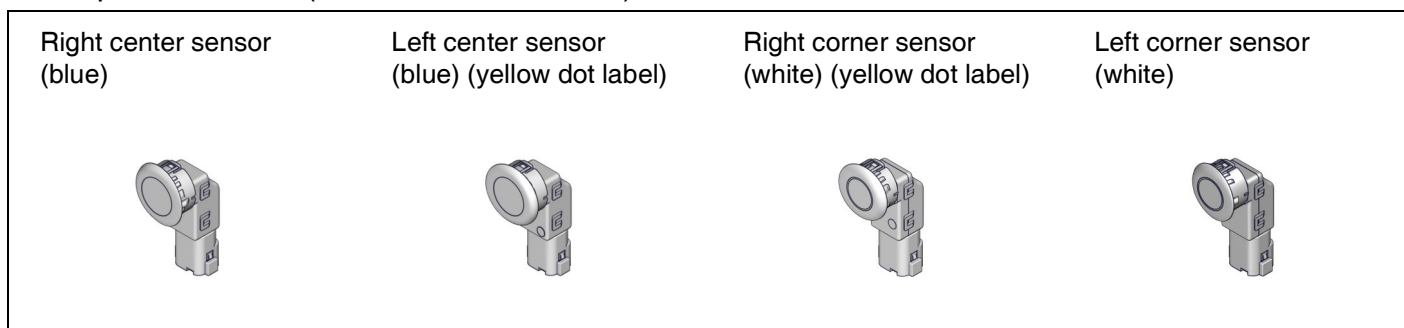 Right center sensor
(blue)
Left center sensor
(blue) (yellow dot label)
Right corner sensor
(white) (yellow dot label)
Left corner sensor
(white)